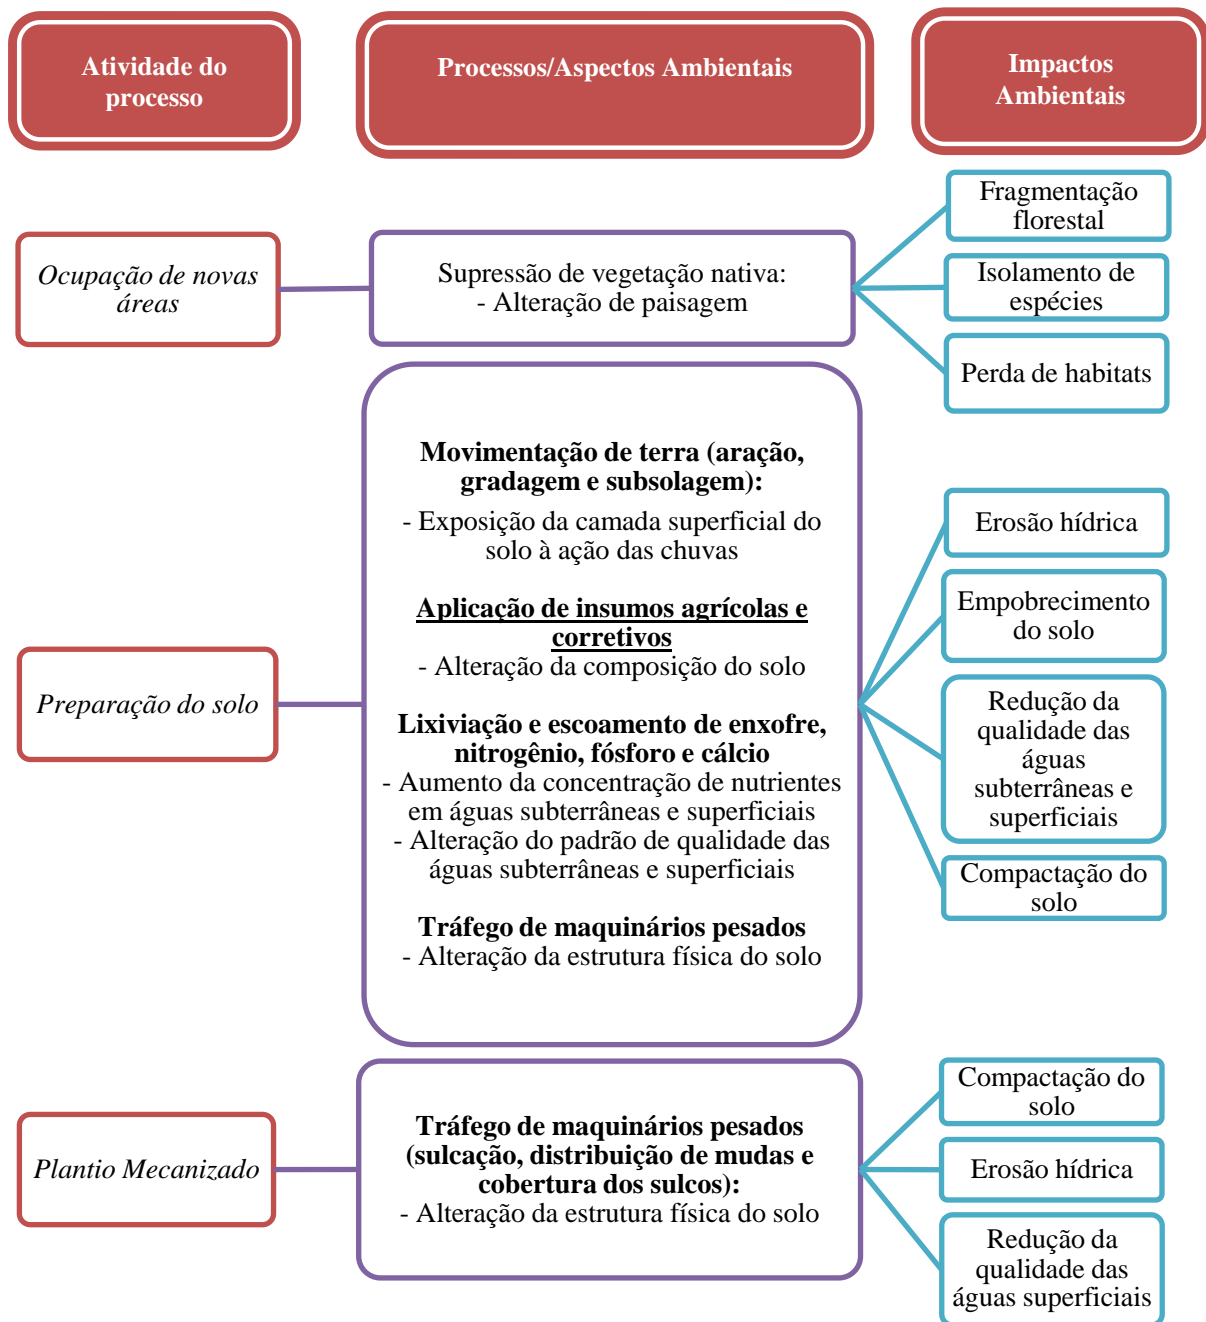 Atividade do
processo
Processos/Aspectos Ambientais
Impactos
Ambientais
Ocupação de novas
áreas
Supressão de vegetação nativa:
- Alteração de paisagem
Fragmentação
florestal
Isolamento de
espécies
Perda de habitats
Preparação do solo
Movimentação de terra (aração,
gradagem e subsolagem):
- Exposição da camada superficial do
solo à ação das chuvas
Aplicação de insumos agrícolas e
corretivos
- Alteração da composição do solo
Lixiviação e escoamento de enxofre,
nitrogênio, fósforo e cálcio
- Aumento da concentração de nutrientes
em águas subterrâneas e superficiais
- Alteração do padrão de qualidade das
águas subterrâneas e superficiais
Tráfego de maquinários pesados
- Alteração da estrutura física do solo
Erosão hídrica
Empobrecimento
do solo
Redução da
qualidade das
águas
subterrâneas e
superficiais
Compactação do
solo
Plantio Mecanizado
Tráfego de maquinários pesados
(sulcação, distribuição de mudas e
cobertura dos sulcos):
- Alteração da estrutura física do solo
Compactação do
solo
Erosão hídrica
Redução da
qualidade das
águas superficiais